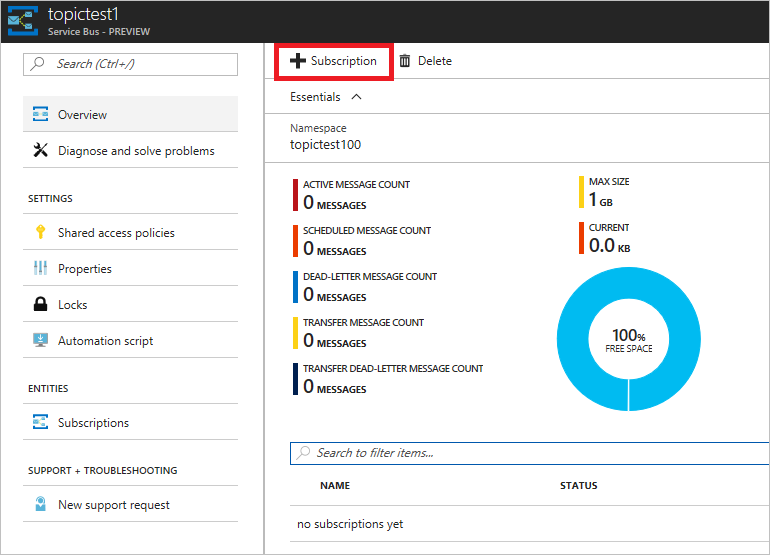 topictest1
Service Bus - PREVIEW
Search (Ctrl+/)
Overview
Diagnose and solve problems
SETTINGS
Shared access policies
Properties
Locks
Automation script
ENTITIES
Subscriptions
SUPPORT + TROUBLESHOOTING
New support request
Subscription Delete
Essentials
Namespace
topictest100
ACTIVE MESSAGE COUNT
0 MESSAGES
SCHEDULED MESSAGE COUNT
0 MESSAGES
DEAD-LETTER MESSAGE COUNT
0 MESSAGES
TRANSFER MESSAGE COUNT
0 MESSAGES
TRANSFER DEAD-LETTER MESSAGE COUNT
0 MESSAGES
MAX SIZE
1 GB
CURRENT
0.0 KB
100%
FREE SPACE
Search to filter items...
NAME STATUS
no subscriptions yet